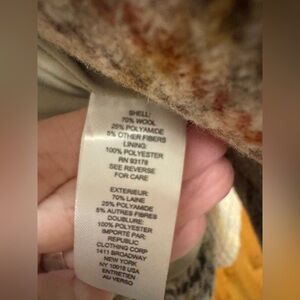 SHELL:
70% WOOL
25% POLYAMIDE
5% OTHER FIBERS
LINING:
100% POLYESTER
RN 93178
SEE REVERSE
FOR CARE
EXTERIEUR:
70% LAINE
25% POLYAMIDE
5% AUTRES FIBRES
DOUBLURE:
100% POLYESTER
IMPORTE PAR:
REPUBLIC
CLOTHING CORP
1411 BROADWAY
NEW YORK
NY 10018 USA
ENTRETIEN
AU VERSO